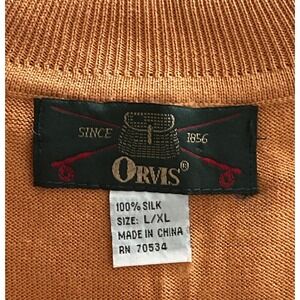 SINCE 1856
ORVIS®
100% SILK
SIZE: L/XL
MADE IN CHINA
RN 70534